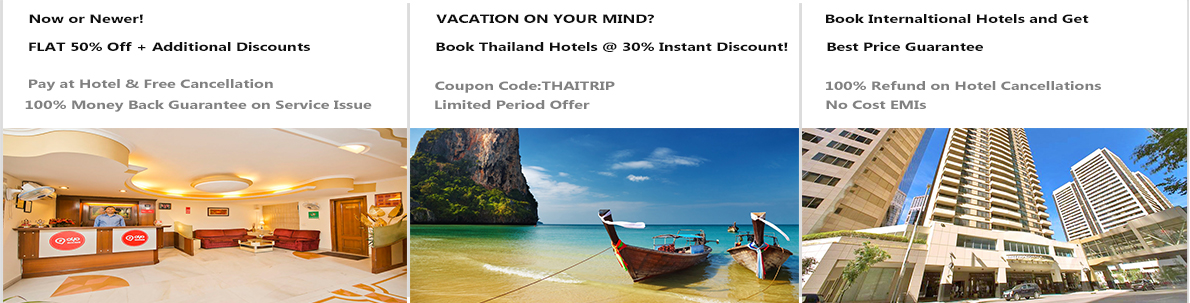 Now or Newer!
FLAT 50% Off + Additional Discounts
Pay at Hotel & Free Cancellation
100% Money Back Guarantee on Service Issue
VACATION ON YOUR MIND?
Book Thailand Hotels @ 30% Instant Discount!
Coupon Code:THAITRIP
Limited Period Offer
Book Internaltional Hotels and Get
Best Price Guarantee
100% Refund on Hotel Cancellations
No Cost EMIs